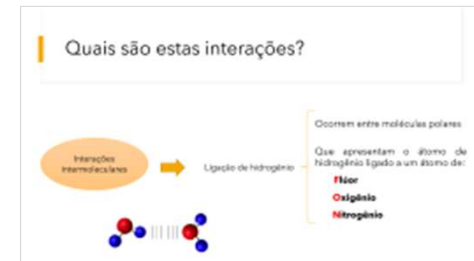 Quais são estas interações?
Ocorrem entre moléculas polares
Que apresentam o átomo de
hidrogênio ligado a um átomo de:
Interações
Intermoleculares
Ligação de hidrogênio
Flúor
Oxigênio
Nitrogênio